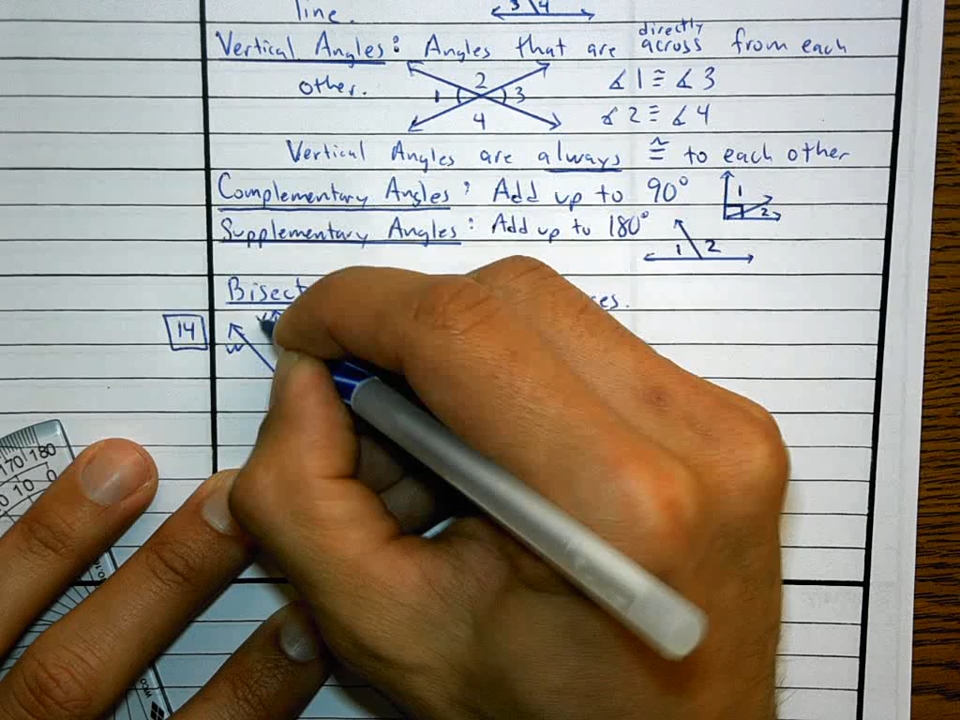 line. 3 4
Vertical Angles: Angles that are directly across from each
other. 1 2 3 4 ∡1 ≅ ∡3
∡2 ≅ ∡4
Vertical Angles are always ≅ to each other
Complementary Angles: Add up to 90° 1 2
Supplementary Angles: Add up to 180° 1 2
Bisect
14 W
170 180
10 0